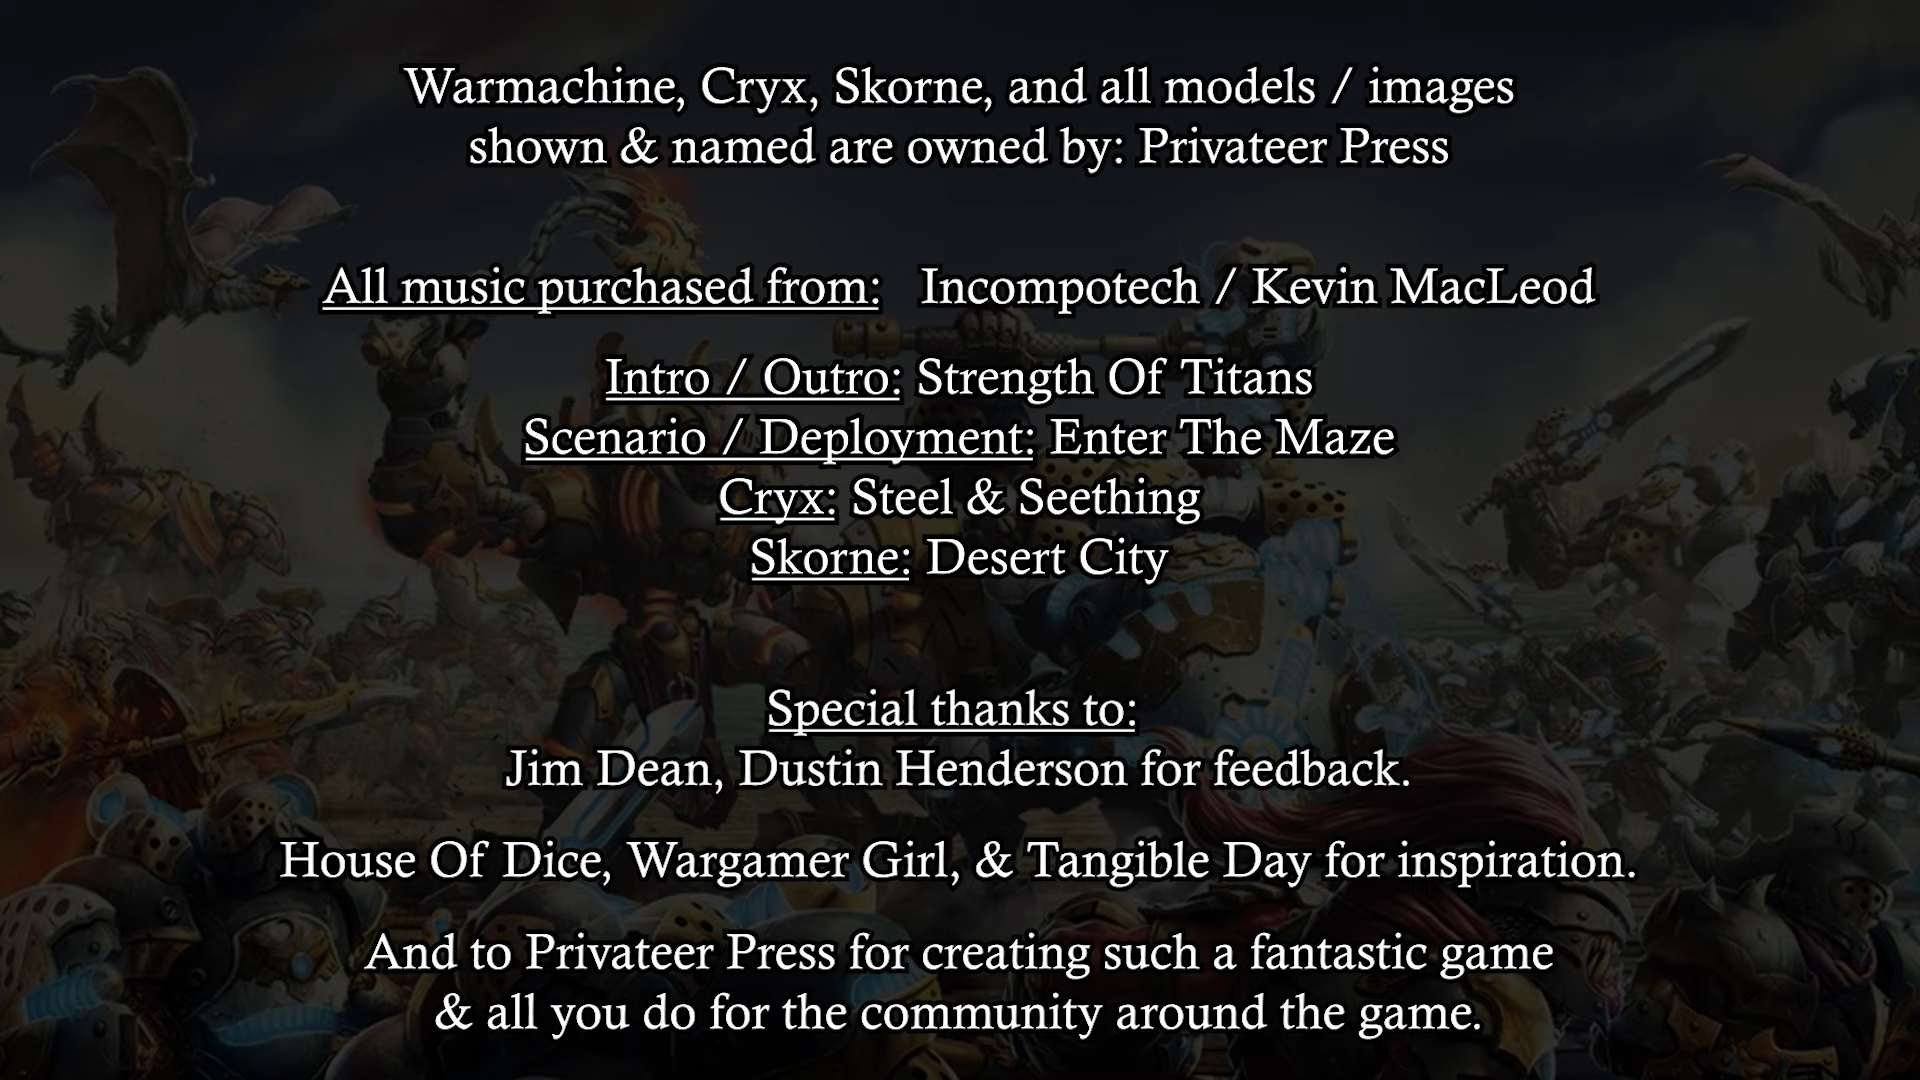 Warmachine, Cryx, Skorne, and all models / images
shown & named are owned by: Privateer Press
All music purchased from: Incompotech / Kevin MacLeod
Intro / Outro: Strength Of Titans
Scenario / Deployment: Enter The Maze
Cryx: Steel & Seething
Skorne: Desert City
Special thanks to:
Jim Dean, Dustin Henderson for feedback.
House Of Dice, Wargamer Girl, & Tangible Day for inspiration.
And to Privateer Press for creating such a fantastic game
& all you do for the community around the game.